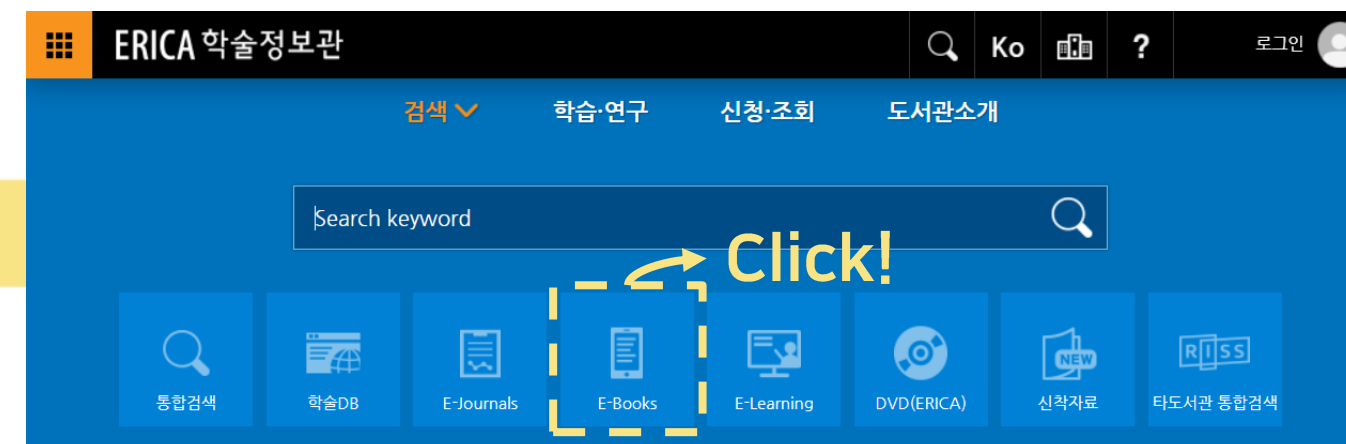 ERICA 학술정보관 Ko ? 로그인
검색 학습·연구 신청·조회 도서관소개
Search keyword
Click!
NEW RISS
통합검색 학술DB E-Journals E-Books E-Learning DVD(ERICA) 신착자료 타도서관 통합검색